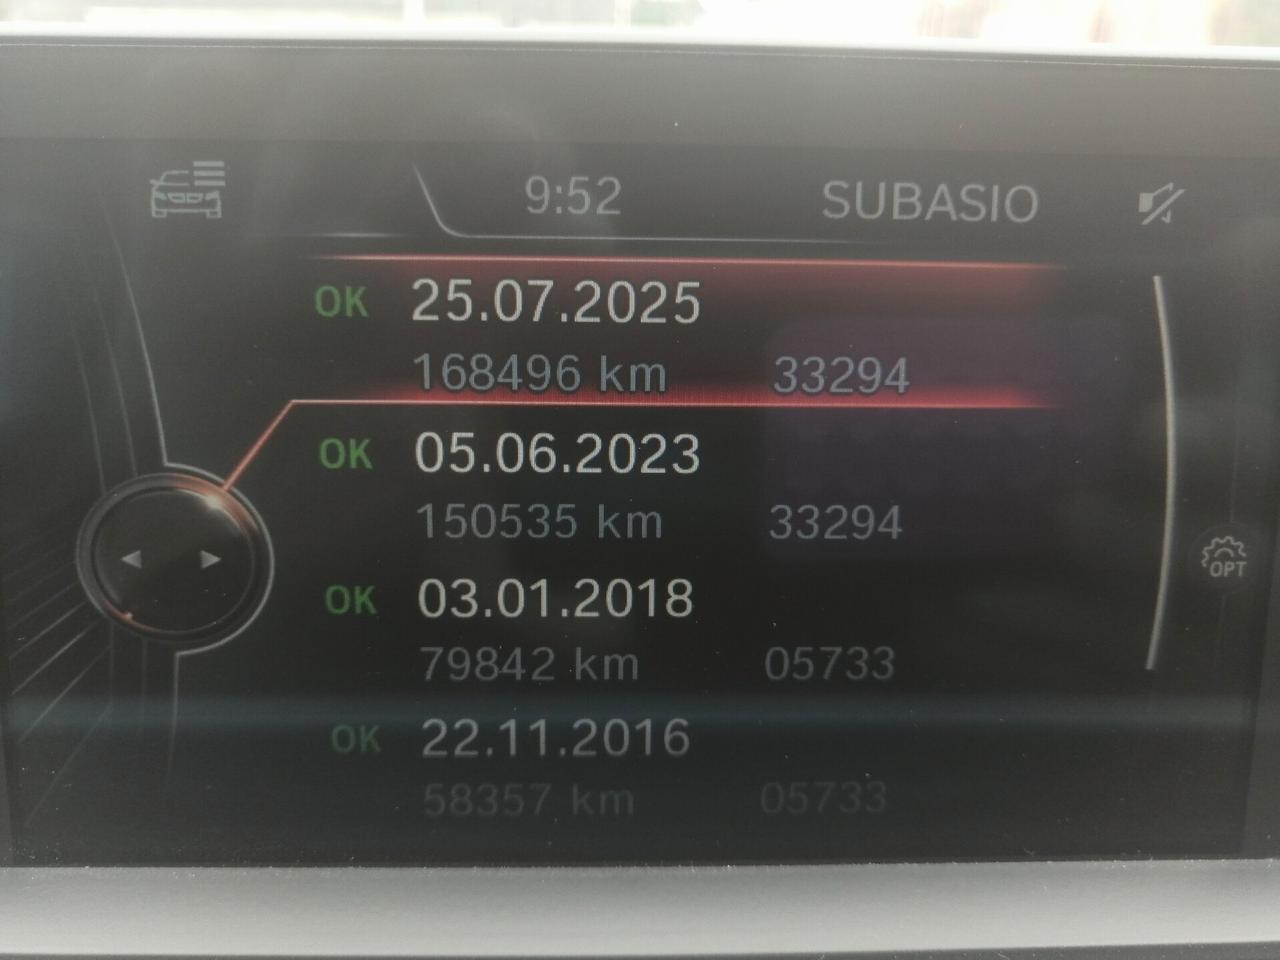 9:52 SUBASIO
OK 25.07.2025
168496 km 33294
OK 05.06.2023
150535 km 33294
OPT
OK 03.01.2018
79842 km 05733
OK 22.11.2016
58357 km 05733